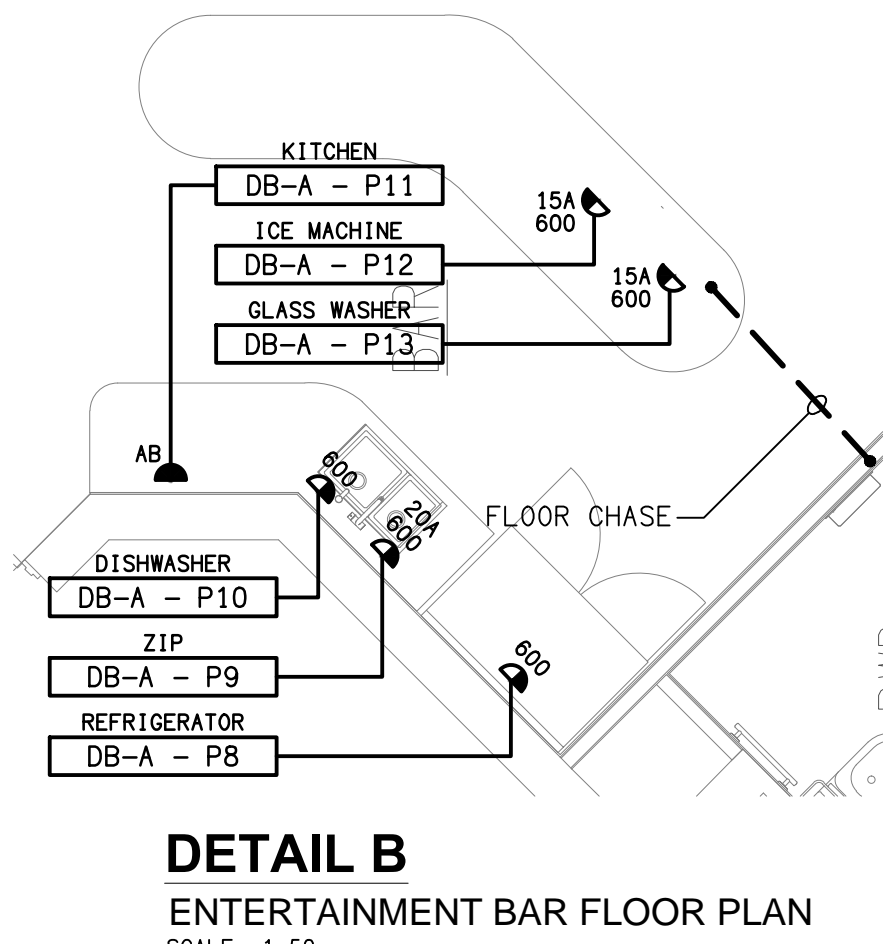 KITCHEN
DB-A - P11
ICE MACHINE
DB-A - P12
GLASS WASHER
DB-A - P13
15A
600
15A
600
BAR
AB
600
20A
600
FLOOR CHASE
DISHWASHER
DB-A - P10
ZIP
DB-A - P9
REFRIGERATOR
DB-A - P8
600
DETAIL B
ENTERTAINMENT BAR FLOOR PLAN